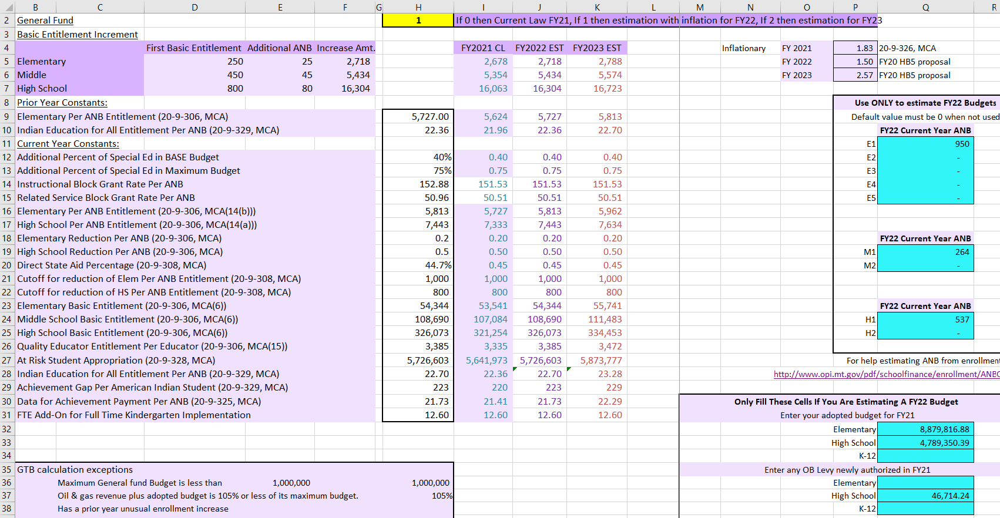 B C D E F G H I J K L M N O P Q R
2 General Fund 1 If 0 then Current Law FY21, If 1 then estimation with inflation for FY22, If 2 then estimation for FY23
3 Basic Entitlement Increment
4 First Basic Entitlement Additional ANB Increase Amt. FY2021 CL FY2022 EST FY2023 EST Inflationary FY 2021 1.83 20-9-326, MCA
5 Elementary 250 25 2,718 2,678 2,718 2,788 FY 2022 1.50 FY20 HB5 proposal
6 Middle 450 45 5,434 5,354 5,434 5,574 FY 2023 2.57 FY20 HB5 proposal
7 High School 800 80 16,304 16,063 16,304 16,723
8 Prior Year Constants: Use ONLY to estimate FY22 Budgets
9 Elementary Per ANB Entitlement (20-9-306, MCA) 5,727.00 5,624 5,727 5,813 Default value must be 0 when not used
10 Indian Education for All Entitlement Per ANB (20-9-329, MCA) 22.36 21.96 22.36 22.70 FY22 Current Year ANB
11 Current Year Constants: E1 950
12 Additional Percent of Special Ed in BASE Budget 40% 0.40 0.40 0.40 E2 -
13 Additional Percent of Special Ed in Maximum Budget 75% 0.75 0.75 0.75 E3 -
14 Instructional Block Grant Rate Per ANB 152.88 151.53 151.53 151.53 E4 -
15 Related Service Block Grant Rate Per ANB 50.96 50.51 50.51 50.51 E5 -
16 Elementary Per ANB Entitlement (20-9-306, MCA(14(b))) 5,813 5,727 5,813 5,962
17 High School Per ANB Entitlement (20-9-306, MCA(14(a))) 7,443 7,333 7,443 7,634
18 Elementary Reduction Per ANB (20-9-306, MCA) 0.2 0.20 0.20 0.20 FY22 Current Year ANB
19 High School Reduction Per ANB (20-9-306, MCA) 0.5 0.50 0.50 0.50 M1 264
20 Direct State Aid Percentage (20-9-308, MCA) 44.7% 0.45 0.45 0.45 M2 -
21 Cutoff for reduction of Elem Per ANB Entitlement (20-9-308, MCA) 1,000 1,000 1,000 1,000
22 Cutoff for reduction of HS Per ANB Entitlement (20-9-308, MCA) 800 800 800 800
23 Elementary Basic Entitlement (20-9-306, MCA(6)) 54,344 53,541 54,344 55,741 FY22 Current Year ANB
24 Middle School Basic Entitlement (20-9-306, MCA(6)) 108,690 107,084 108,690 111,483 H1 537
25 High School Basic Entitlement (20-9-306, MCA(6)) 326,073 321,254 326,073 334,453 H2 -
26 Quality Educator Entitlement Per Educator (20-9-306, MCA(15)) 3,385 3,335 3,385 3,472
27 At Risk Student Appropriation (20-9-328, MCA) 5,726,603 5,641,973 5,726,603 5,873,777 For help estimating ANB from enrollment
28 Indian Education for All Entitlement Per ANB (20-9-329, MCA) 22.70 22.36 22.70 23.28 http://www.opi.mt.gov/pdf/schoolfinance/enrollment/ANBC
29 Achievement Gap Per American Indian Student (20-9-329, MCA) 223 220 223 229
30 Data for Achievement Payment Per ANB (20-9-325, MCA) 21.73 21.41 21.73 22.29 Only Fill These Cells If You Are Estimating A FY22 Budget
31 FTE Add-On for Full Time Kindergarten Implementation 12.60 12.60 12.60 12.60 Enter your adopted budget for FY21
32 Elementary 8,879,816.88
33 High School 4,789,350.39
34 K-12
35 GTB calculation exceptions Enter any OB Levy newly authorized in FY21
36 Maximum General fund Budget is less than 1,000,000 1,000,000 Elementary
37 Oil & gas revenue plus adopted budget is 105% or less of its maximum budget. 105% High School 46,714.24
38 Has a prior year unusual enrollment increase K-12